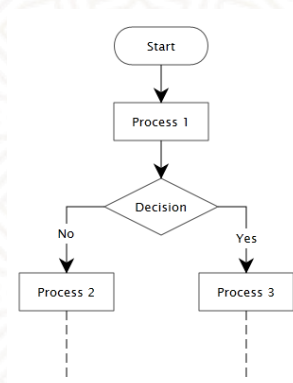 Start
Process 1
Decision
No
Yes
Process 2
Process 3